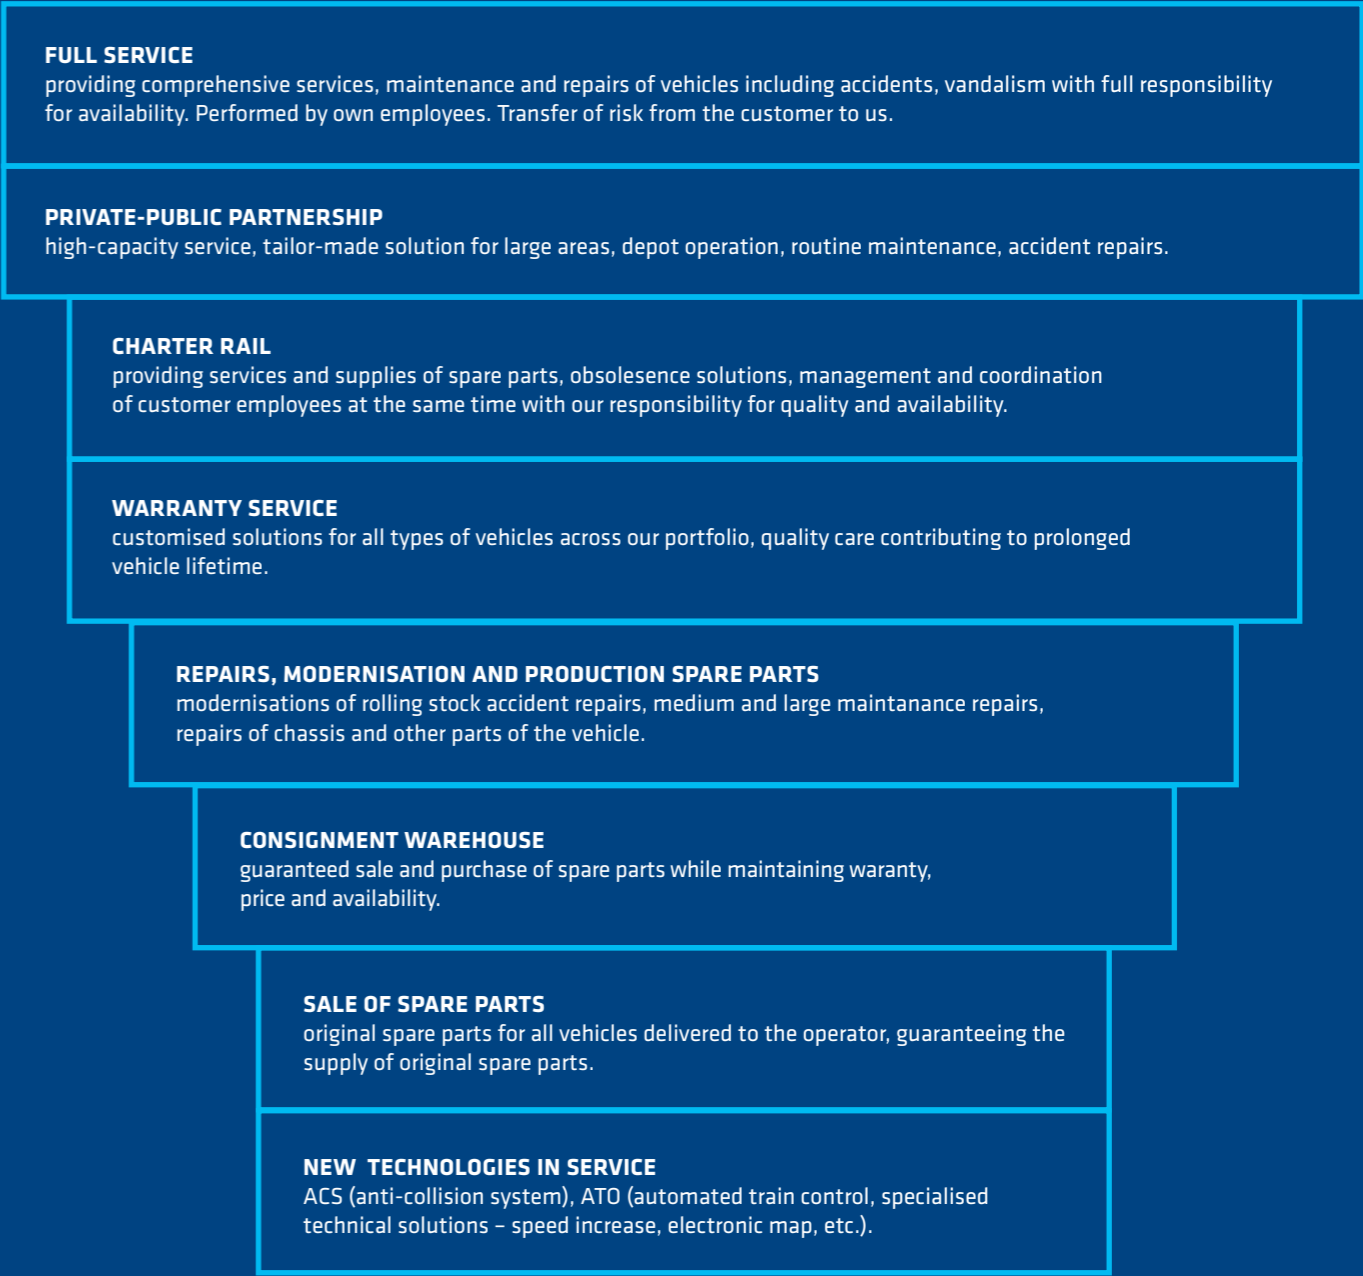 FULL SERVICE
providing comprehensive services, maintenance and repairs of vehicles including accidents, vandalism with full responsibility
for availability. Performed by own employees. Transfer of risk from the customer to us.
PRIVATE-PUBLIC PARTNERSHIP
high-capacity service, tailor-made solution for large areas, depot operation, routine maintenance, accident repairs.
CHARTER RAIL
providing services and supplies of spare parts, obsolesence solutions, management and coordination
of customer employees at the same time with our responsibility for quality and availability.
WARRANTY SERVICE
customised solutions for all types of vehicles across our portfolio, quality care contributing to prolonged
vehicle lifetime.
REPAIRS, MODERNISATION AND PRODUCTION SPARE PARTS
modernisations of rolling stock accident repairs, medium and large maintanance repairs,
repairs of chassis and other parts of the vehicle.
CONSIGNMENT WAREHOUSE
guaranteed sale and purchase of spare parts while maintaining waranty,
price and availability.
SALE OF SPARE PARTS
original spare parts for all vehicles delivered to the operator, guaranteeing the
supply of original spare parts.
NEW TECHNOLOGIES IN SERVICE
ACS (anti-collision system), ATO (automated train control, specialised
technical solutions – speed increase, electronic map, etc.).